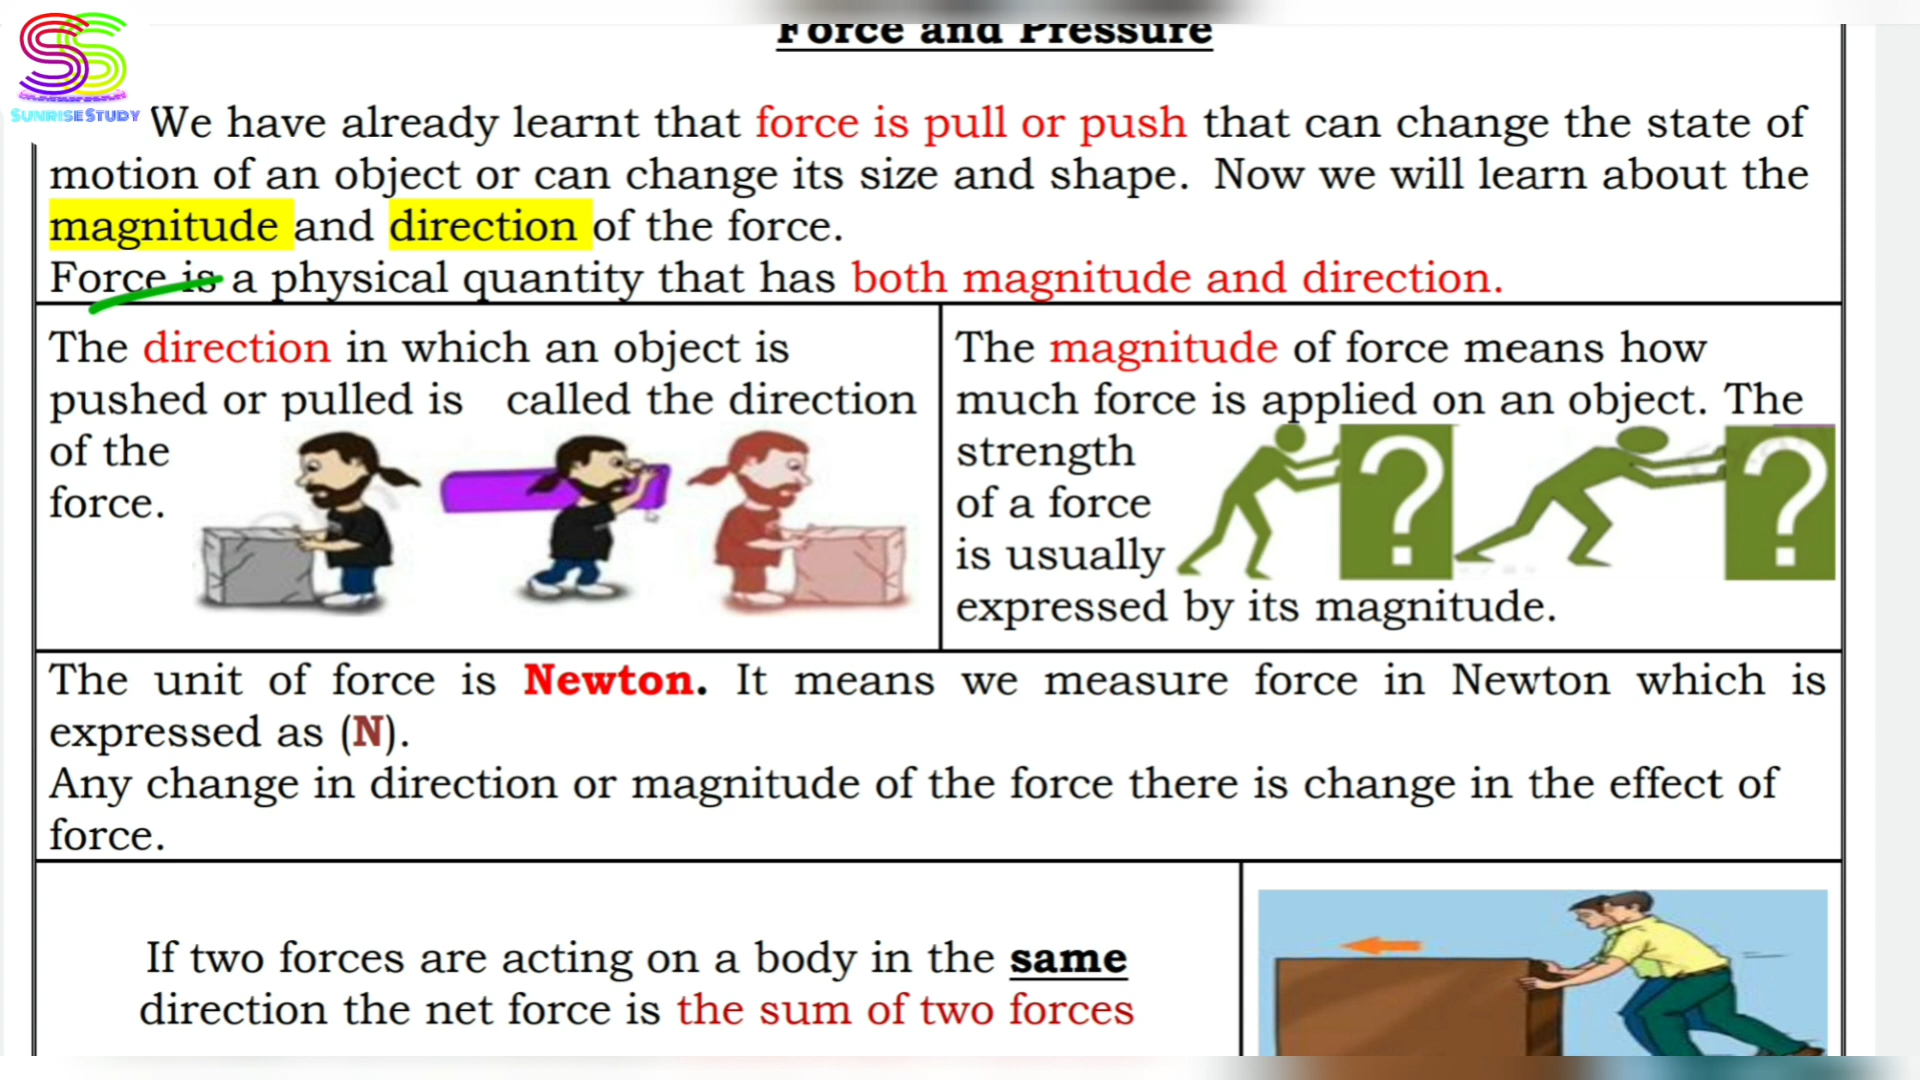 Force and Pressure
SS
SUNRISE STUDY
We have already learnt that force is pull or push that can change the state of
motion of an object or can change its size and shape. Now we will learn about the
magnitude and direction of the force.
Force is a physical quantity that has both magnitude and direction.
The direction in which an object is
pushed or pulled is called the direction
of the
force.
The magnitude of force means how
much force is applied on an object. The
strength
of a force
is usually
expressed by its magnitude.
? ?
The unit of force is Newton. It means we measure force in Newton which is
expressed as (N).
Any change in direction or magnitude of the force there is change in the effect of
force.
If two forces are acting on a body in the same
direction the net force is the sum of two forces